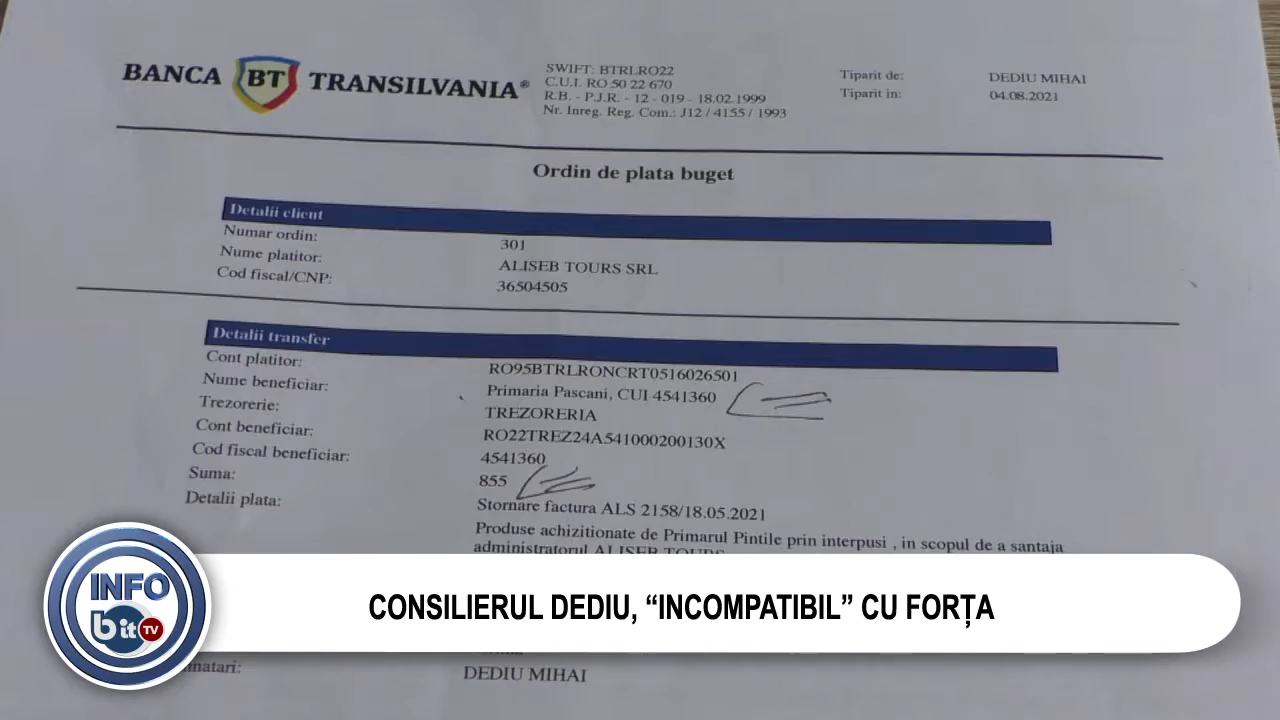 BANCA BT TRANSILVANIA®
SWIFT: BTRLRO22
C.U.I. RO 50 22 670
R.B. - P.J.R. - 12 - 019 - 18.02.1999
Nr. Inreg. Reg. Com.: J12 / 4155 / 1993
Tiparit de: DEDIU MIHAI
Tiparit in: 04.08.2021
Ordin de plata buget
Detalii client
Numar ordin: 301
Nume platitor: ALISEB TOURS SRL
Cod fiscal/CNP: 36504505
Detalii transfer
Cont platitor: RO95BTRLRONCRT0516026501
Nume beneficiar: Primaria Pascani, CUI 4541360
Trezorerie: TREZORERIA
Cont beneficiar: RO22TREZ24A541000200130X
Cod fiscal beneficiar: 4541360
Suma: 855
Detalii plata: Stornare factura ALS 2158/18.05.2021
Produse achizitionate de Primarul Pintile prin interpusi , in scopul de a santaja
administratorul ALISEB TOURS
INFO
bit TV
CONSILIERUL DEDIU, “INCOMPATIBIL” CU FORȚA
natari: DEDIU MIHAI